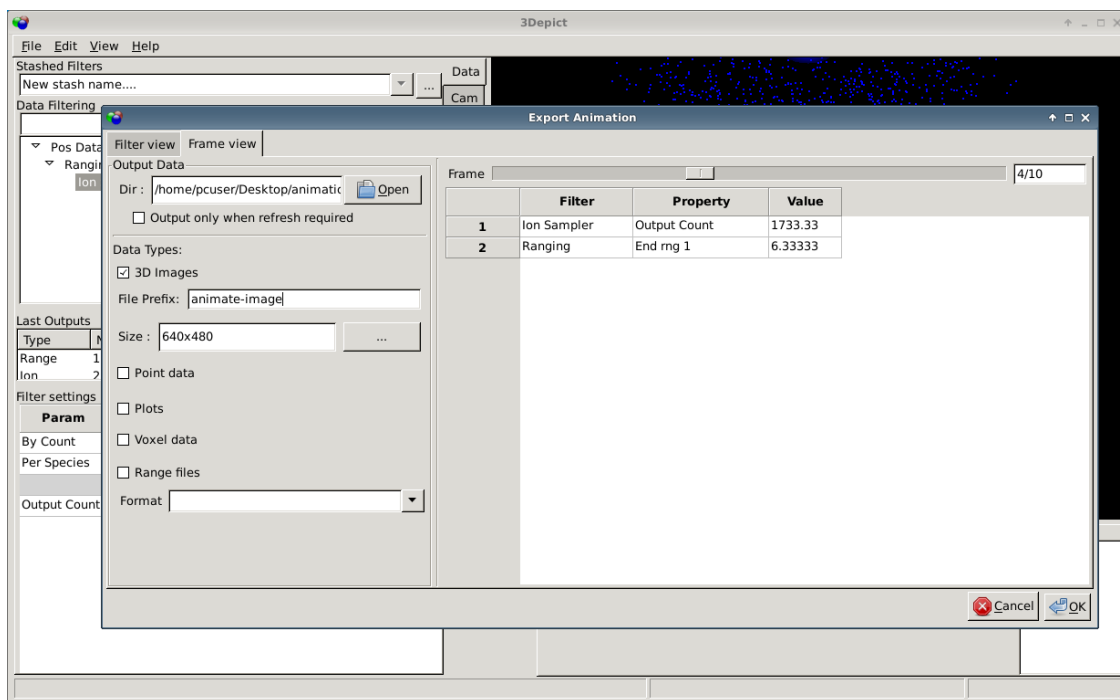 3Depict
File Edit View Help
Stashed Filters
New stash name....
...
Data
Cam
Data Filtering
Pos Data
Rangin
Ion
Last Outputs
Type N
Range 1
Ion 2
Filter settings
Param
By Count
Per Species
Output Count
Export Animation
Filter view Frame view
Output Data
Dir : /home/pcuser/Desktop/animatic Open
Output only when refresh required
Data Types:
3D Images
File Prefix: animate-image
Size : 640x480 ...
Point data
Plots
Voxel data
Range files
Format
Frame 4/10
Filter Property Value
1 Ion Sampler Output Count 1733.33
2 Ranging End rng 1 6.33333
Cancel OK